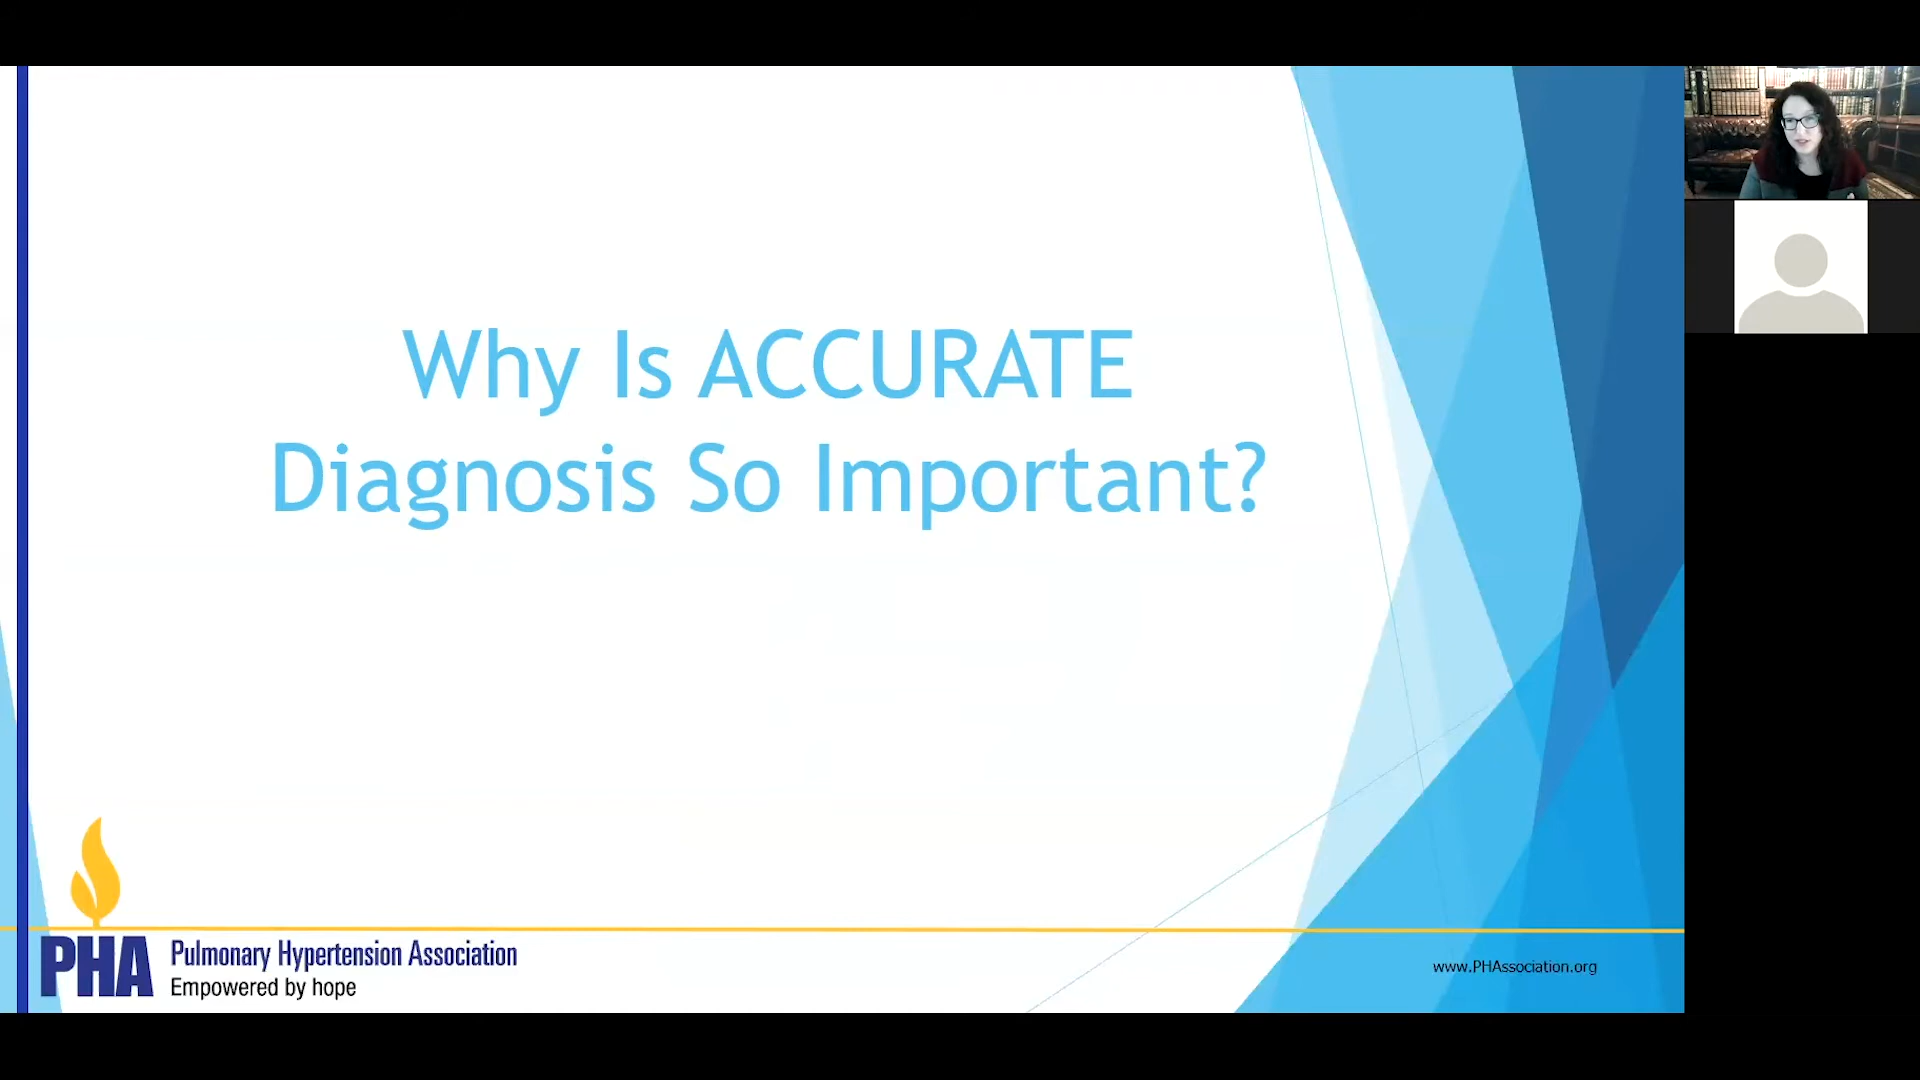 Why Is ACCURATE
Diagnosis So Important?
PHA
Pulmonary Hypertension Association
Empowered by hope
www.PHAssociation.org